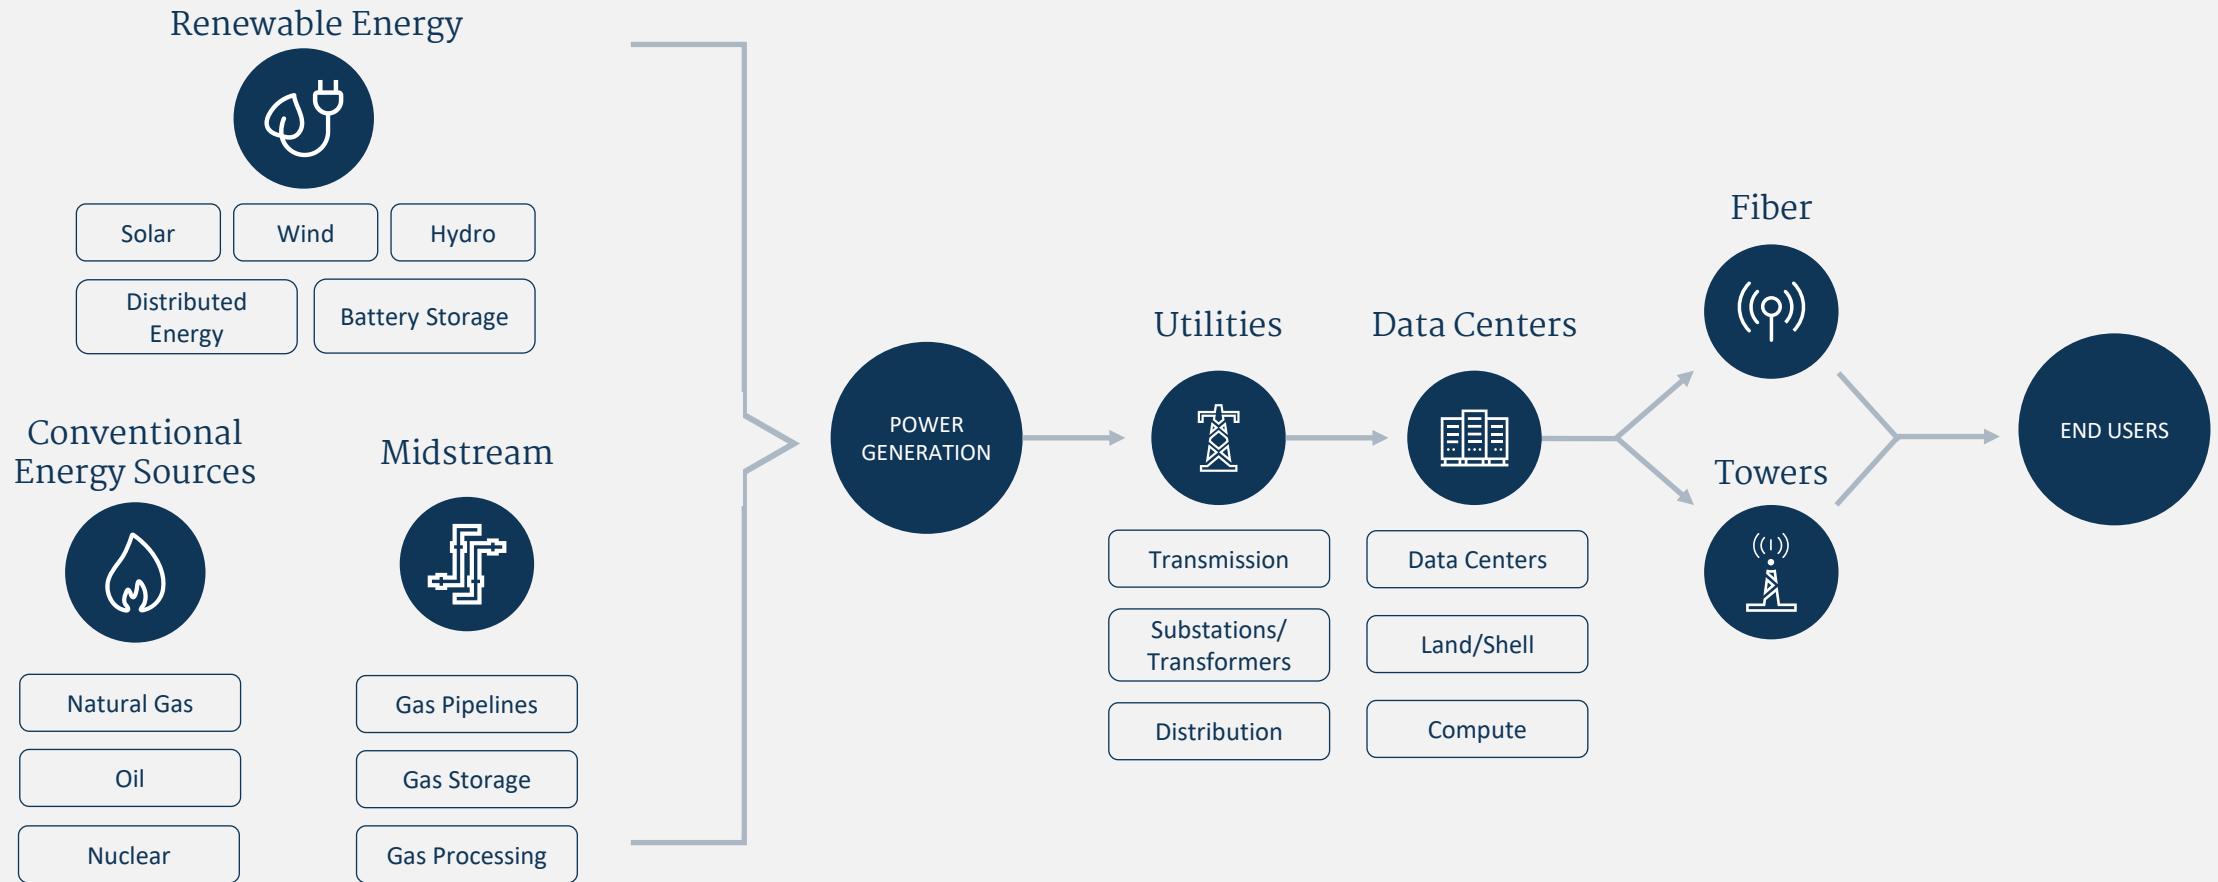 Renewable Energy
Solar
Wind
Hydro
Distributed
Energy
Battery Storage
Conventional
Energy Sources
Natural Gas
Oil
Nuclear
Midstream
Gas Pipelines
Gas Storage
Gas Processing
POWER
GENERATION
Utilities
Transmission
Substations/
Transformers
Distribution
Data Centers
Data Centers
Land/Shell
Compute
Fiber
Towers
END USERS